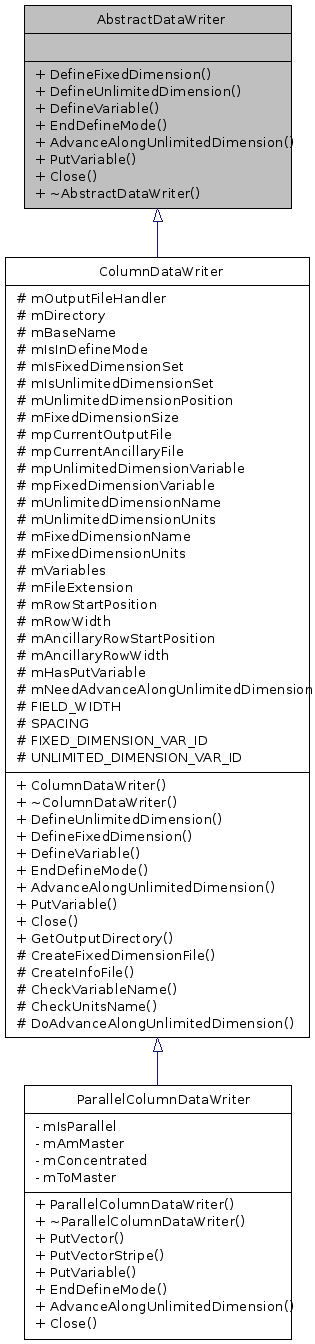 AbstractDataWriter
+ DefineFixedDimension()
+ DefineUnlimitedDimension()
+ DefineVariable()
+ EndDefineMode()
+ AdvanceAlongUnlimitedDimension()
+ PutVariable()
+ Close()
+ ~AbstractDataWriter()
ColumnDataWriter
# mOutputFileHandler
# mDirectory
# mBaseName
# mIsInDefineMode
# mIsFixedDimensionSet
# mIsUnlimitedDimensionSet
# mUnlimitedDimensionPosition
# mFixedDimensionSize
# mpCurrentOutputFile
# mpCurrentAncillaryFile
# mpUnlimitedDimensionVariable
# mpFixedDimensionVariable
# mUnlimitedDimensionName
# mUnlimitedDimensionUnits
# mFixedDimensionName
# mFixedDimensionUnits
# mVariables
# mFileExtension
# mRowStartPosition
# mRowWidth
# mAncillaryRowStartPosition
# mAncillaryRowWidth
# mHasPutVariable
# mNeedAdvanceAlongUnlimitedDimension
# FIELD_WIDTH
# SPACING
# FIXED_DIMENSION_VAR_ID
# UNLIMITED_DIMENSION_VAR_ID
+ ColumnDataWriter()
+ ~ColumnDataWriter()
+ DefineUnlimitedDimension()
+ DefineFixedDimension()
+ DefineVariable()
+ EndDefineMode()
+ AdvanceAlongUnlimitedDimension()
+ PutVariable()
+ Close()
+ GetOutputDirectory()
# CreateFixedDimensionFile()
# CreateInfoFile()
# CheckVariableName()
# CheckUnitsName()
# DoAdvanceAlongUnlimitedDimension()
ParallelColumnDataWriter
- mIsParallel
- mAmMaster
- mConcentrated
- mToMaster
+ ParallelColumnDataWriter()
+ ~ParallelColumnDataWriter()
+ PutVector()
+ PutVectorStripe()
+ PutVariable()
+ EndDefineMode()
+ AdvanceAlongUnlimitedDimension()
+ Close()